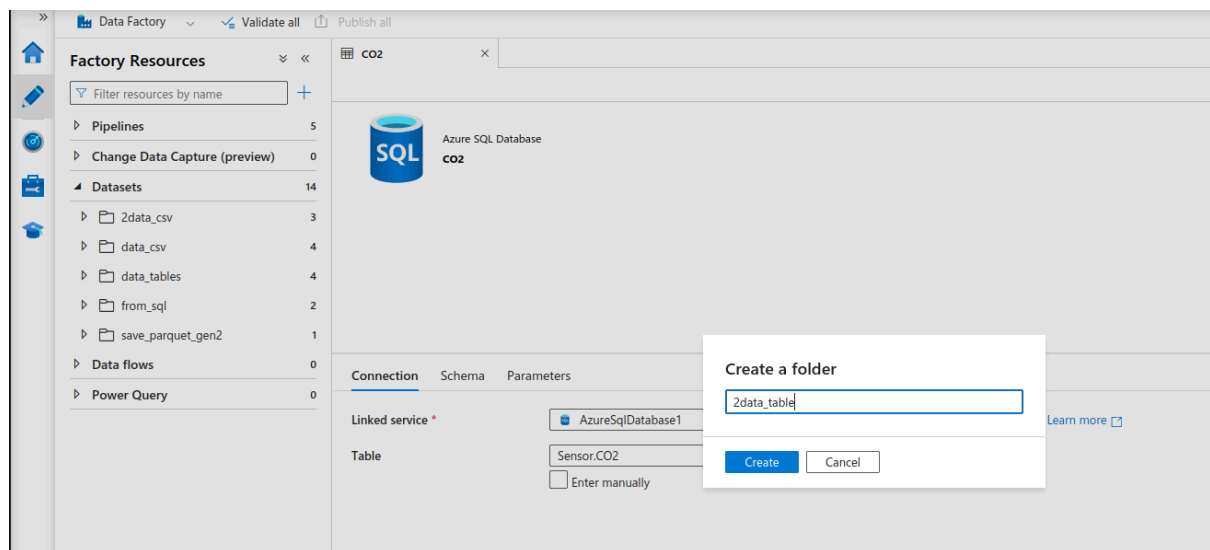 Data Factory
Validate all
Publish all
Factory Resources
Filter resources by name
Pipelines 5
Change Data Capture (preview) 0
Datasets 14
2data_csv 3
data_csv 4
data_tables 4
from_sql 2
save_parquet_gen2 1
Data flows 0
Power Query 0
CO2
SQL
Azure SQL Database
CO2
Connection Schema Parameters
Linked service *
AzureSqlDatabase1
Learn more
Table
Sensor.CO2
Enter manually
Create a folder
2data_table
Create Cancel